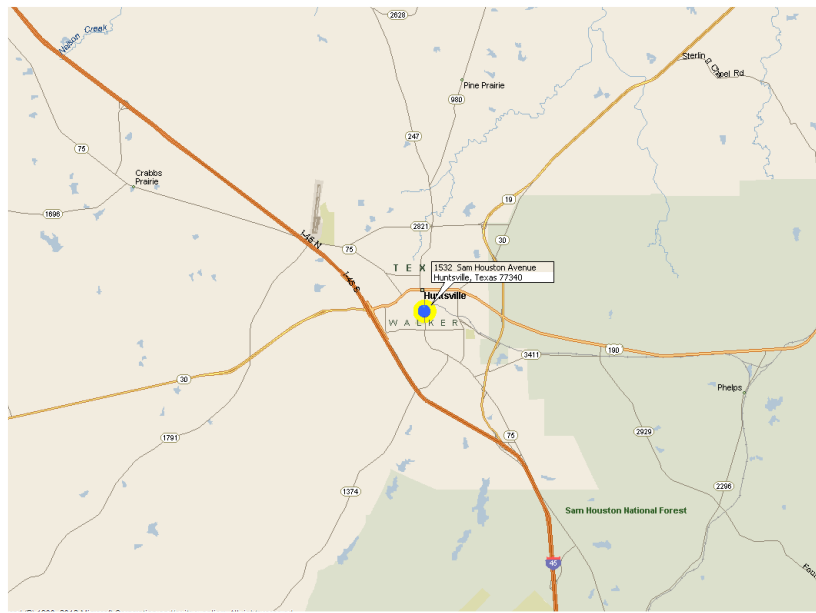 2628
Nelson Creek
Sterlin g Chapel Rd
Pine Prairie
980
247
75
Crabbs
Prairie
1696
19
2821
30
I-45 N
75
TEX
1532 Sam Houston Avenue
Huntsville, Texas 77340
I-45 S
Huntsville
WALKER
190
3411
30
Phelps
1791
75
2929
1374
2296
Sam Houston National Forest
45